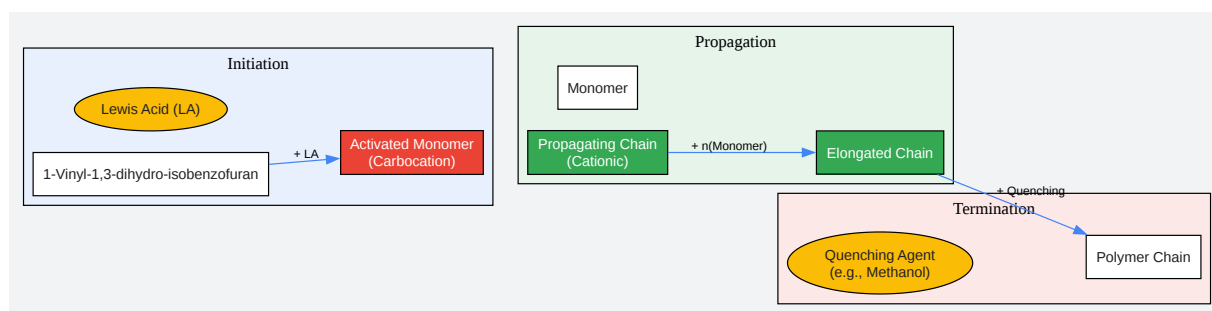 Initiation
Lewis Acid (LA)
1-Vinyl-1,3-dihydro-isobenzofuran
+ LA
Activated Monomer
(Carbocation)
Propagation
Monomer
Propagating Chain
(Cationic)
+ n(Monomer)
Elongated Chain
+ Quenching
Termination
Quenching Agent
(e.g., Methanol)
Polymer Chain